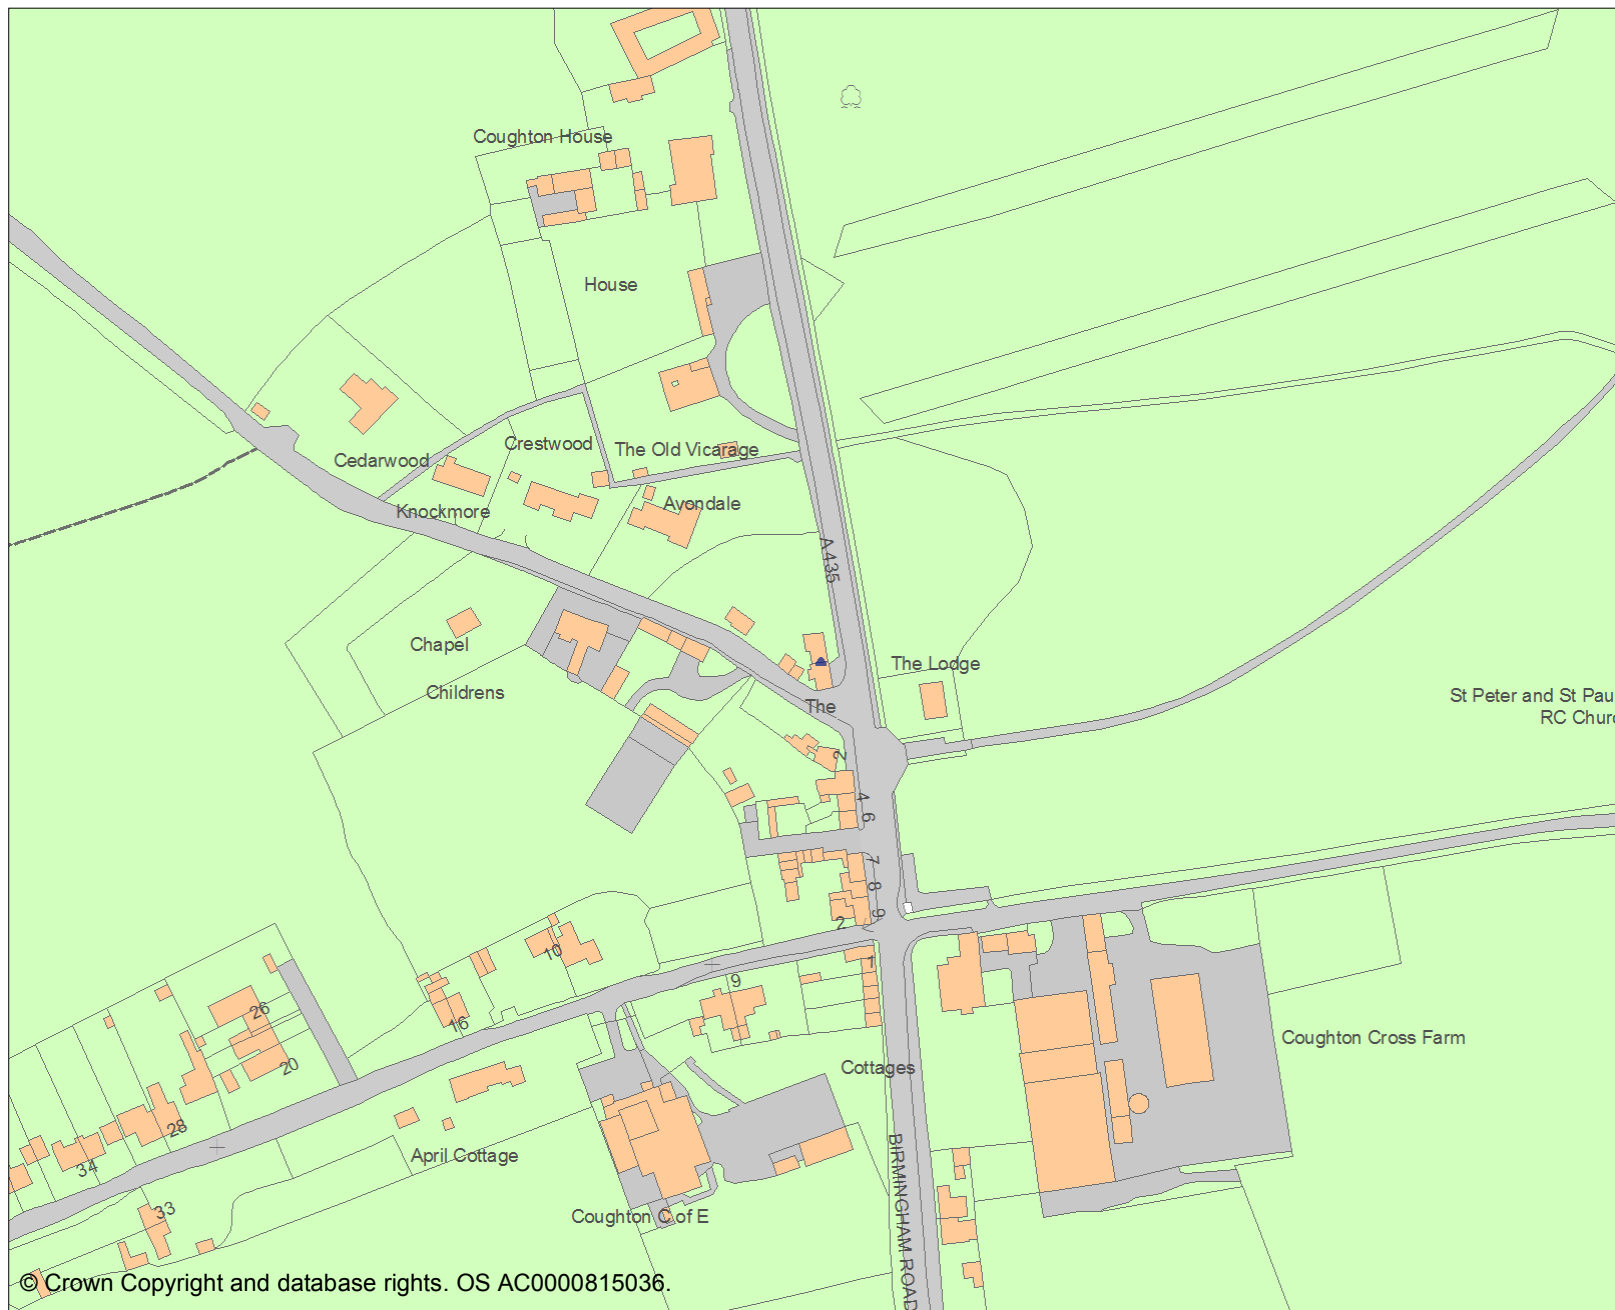 Coughton House
House
Crestwood
The Old Vicarage
Cedarwood
Avondale
Knockmore
A435
Chapel
The Lodge
Childrens
St Peter and St Pau
RC Churc
The
2
4
6
7
8
9
2
1
10
9
16
26
20
28
34
33
Coughton Cross Farm
Cottages
April Cottage
Coughton C of E
BIRMINGHAM ROAD
© Crown Copyright and database rights. OS AC0000815036.